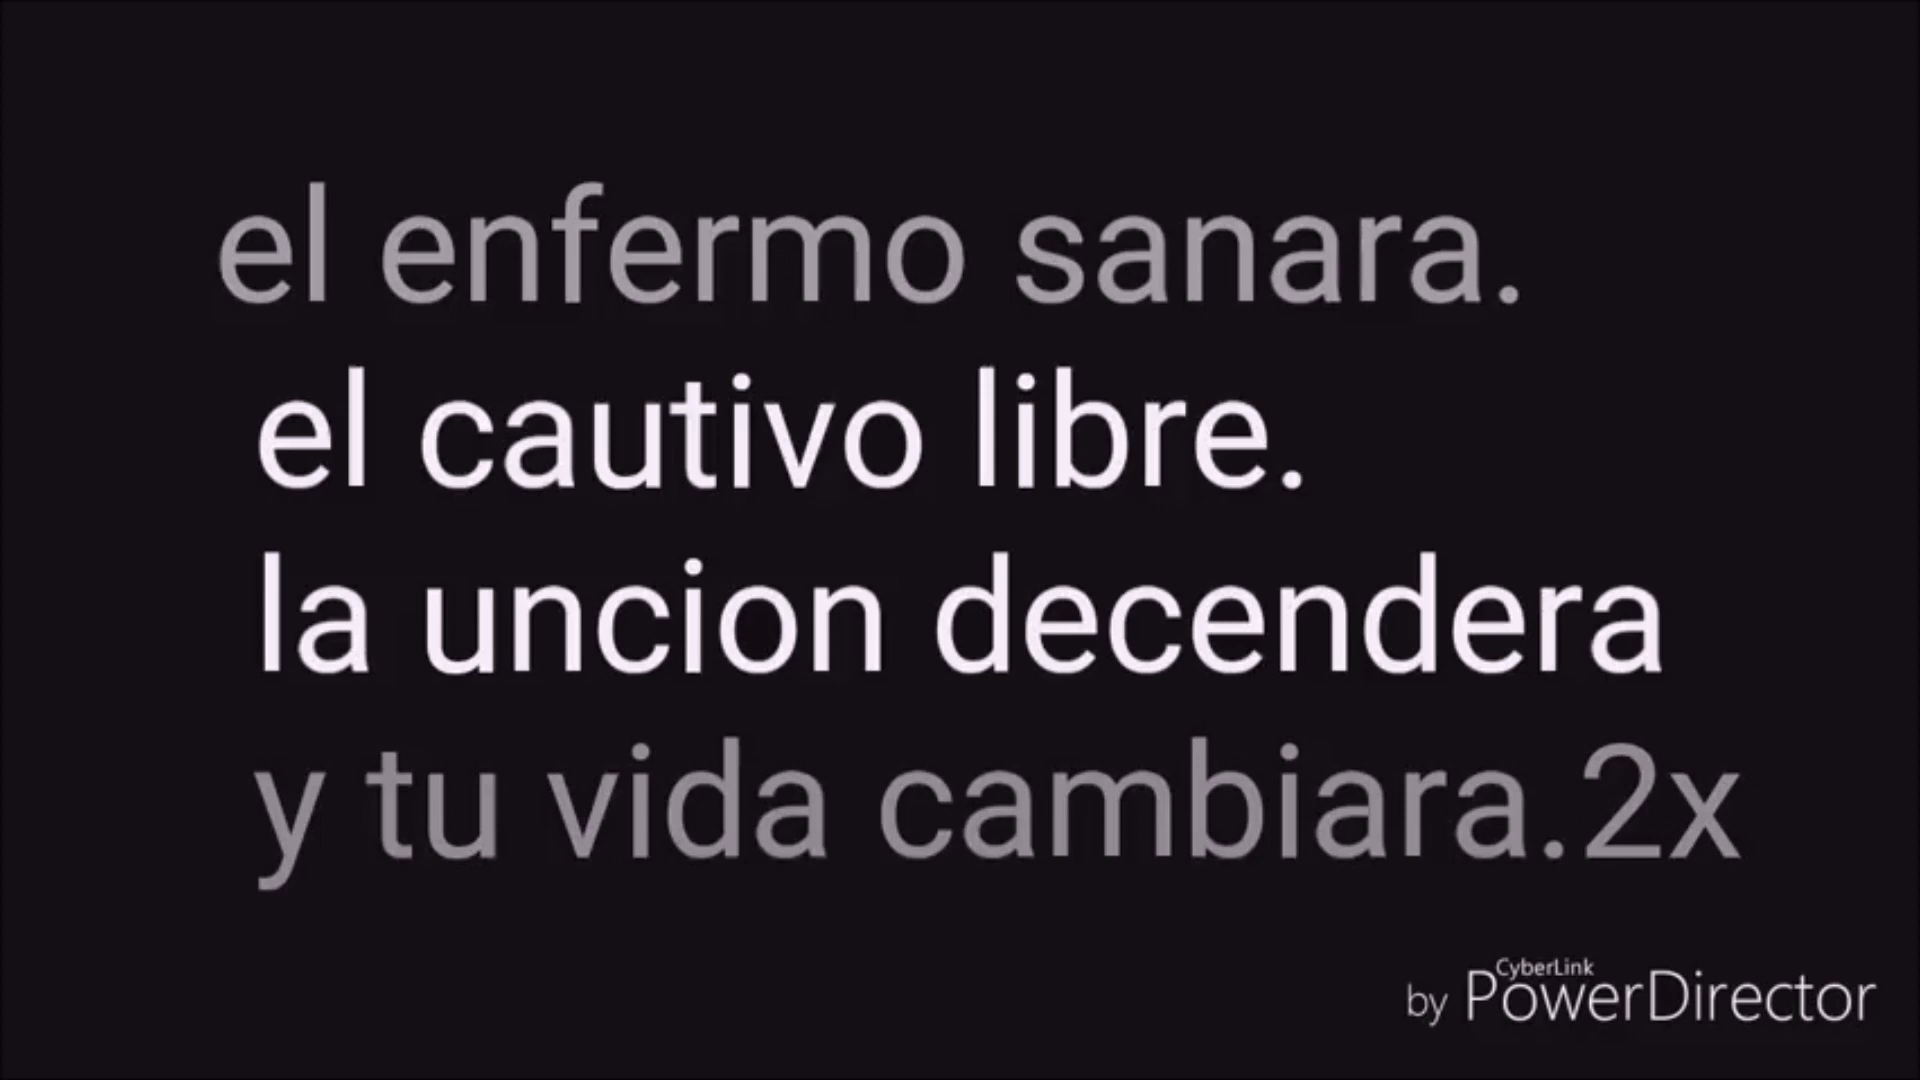 el enfermo sanara.
el cautivo libre.
la uncion decendera
y tu vida cambiara.2x
by CyberLink PowerDirector